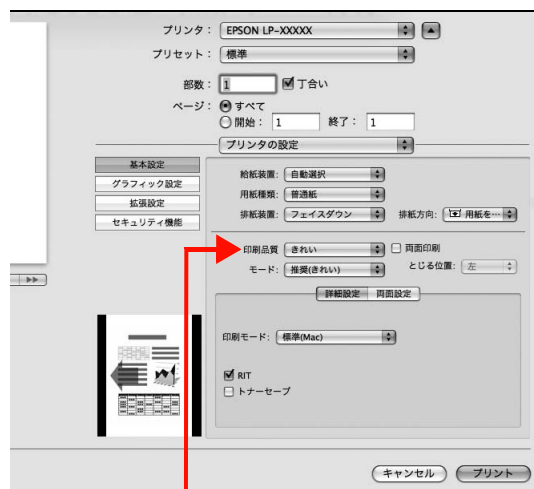 プリンタ： EPSON LP-XXXXX
プリセット： 標準
部数： 1 丁合い
ページ： すべて
開始： 1 終了： 1
プリンタの設定
基本設定
グラフィック設定
拡張設定
セキュリティ機能
給紙装置： 自動選択
用紙種類： 普通紙
排紙装置： フェイスダウン 排紙方向： 用紙を…
印刷品質 きれい 両面印刷
モード： 推奨(きれい) とじる位置： 左
詳細設定 両面設定
印刷モード： 標準(Mac)
RIT
トナーセーブ
キャンセル プリント